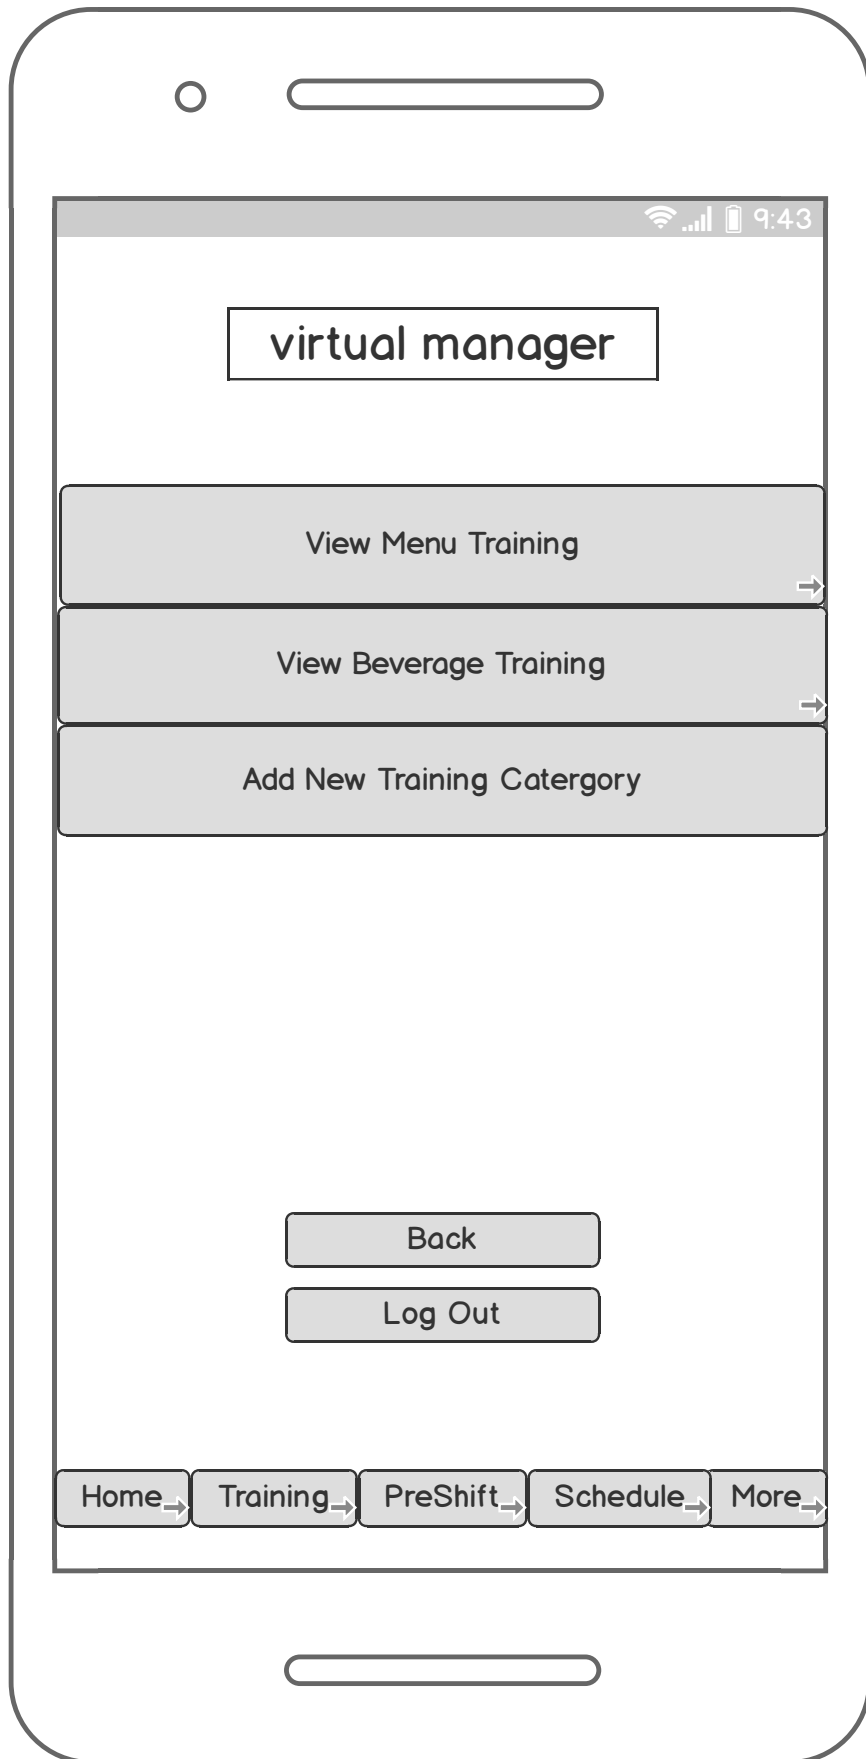 9:43
virtual manager
View Menu Training
View Beverage Training
Add New Training Catergory
Back
Log Out
Home Training PreShift Schedule More